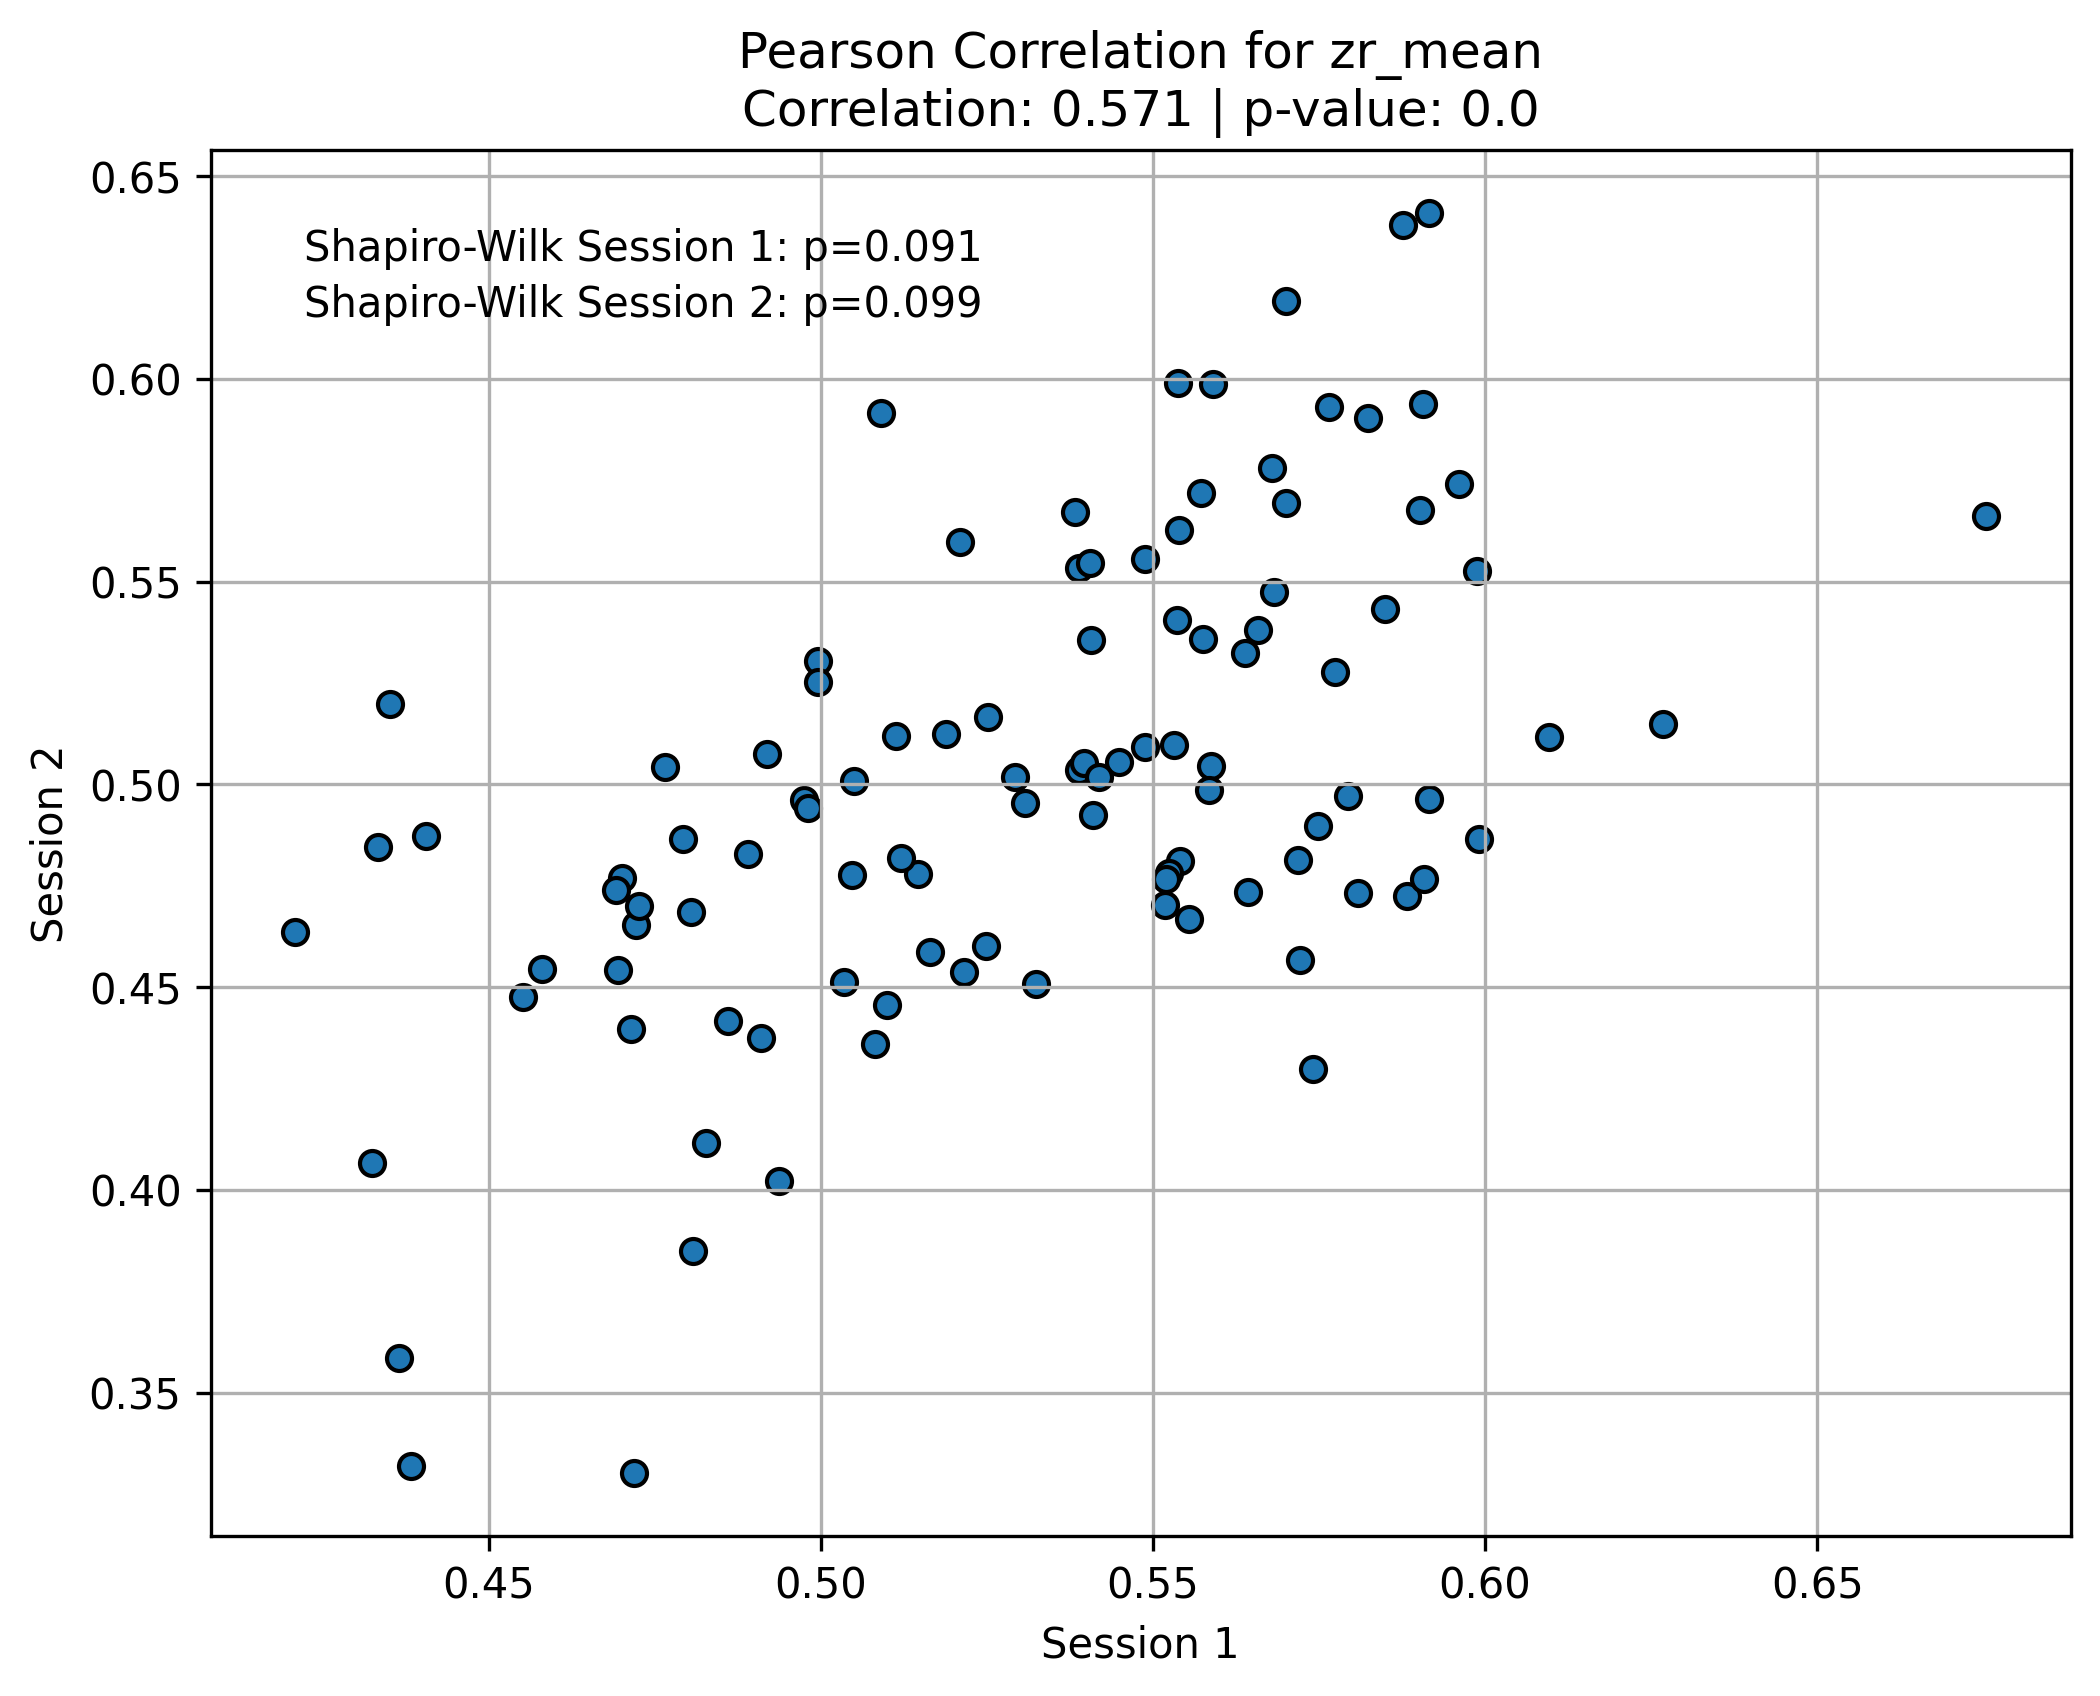 Pearson Correlation for zr_mean
Correlation: 0.571 | p-value: 0.0
Shapiro-Wilk Session 1: p=0.091
Shapiro-Wilk Session 2: p=0.099
Session 2
0.65
0.60
0.55
0.50
0.45
0.40
0.35
0.45 0.50 0.55 0.60 0.65
Session 1